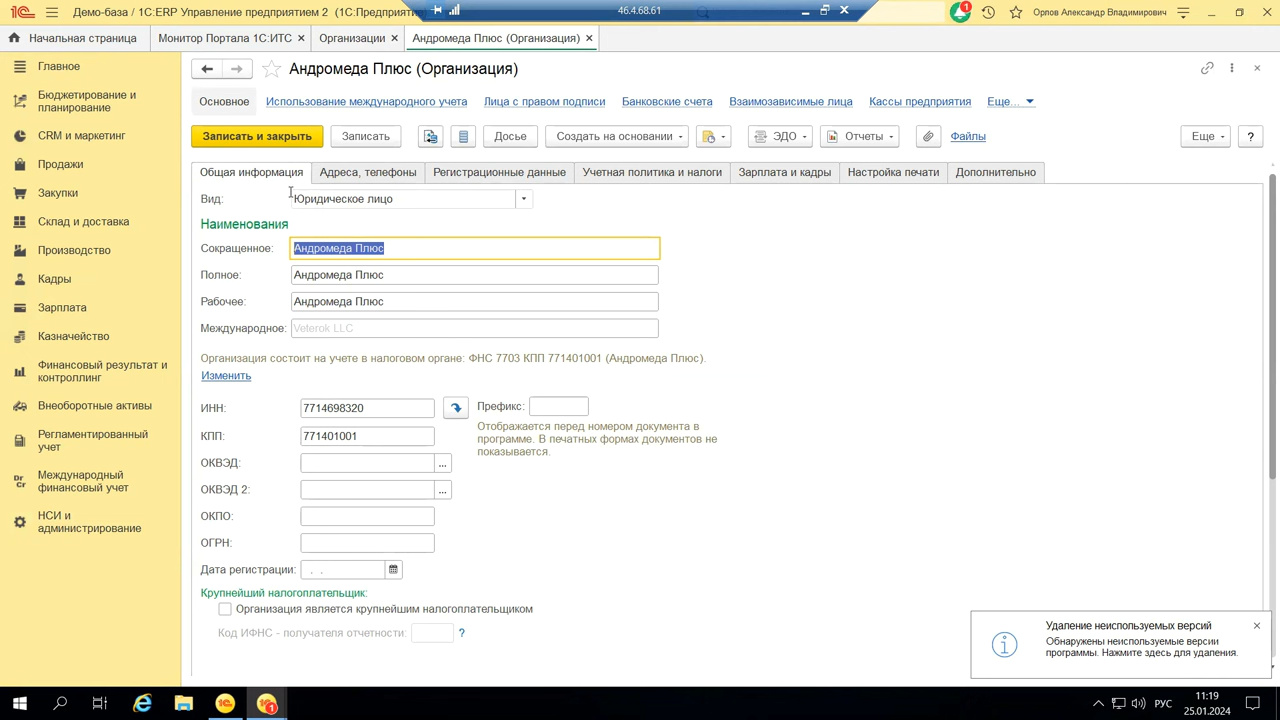 Демо-база / 1С:ERP Управление предприятием 2 (1С:Предприятие
46.4.68.61
1
Орлов Александр Владимирович
Начальная страница
Монитор Портала 1С:ИТС ×
Организации ×
Андромеда Плюс (Организация) ×
Главное
Бюджетирование и
планирование
CRM и маркетинг
Продажи
Закупки
Склад и доставка
Производство
Кадры
Зарплата
Казначейство
Финансовый результат и
контроллинг
Внеоборотные активы
Регламентированный
учет
Dr
Cr
Международный
финансовый учет
НСИ и
администрирование
Андромеда Плюс (Организация)
Основное
Использование международного учета
Лица с правом подписи
Банковские счета
Взаимозависимые лица
Кассы предприятия
Еще...
Записать и закрыть
Записать
Досье
Создать на основании
ЭДО
Отчеты
Файлы
Еще
?
Общая информация
Адреса, телефоны
Регистрационные данные
Учетная политика и налоги
Зарплата и кадры
Настройка печати
Дополнительно
Вид: Юридическое лицо
Наименования
Сокращенное: Андромеда Плюс
Полное: Андромеда Плюс
Рабочее: Андромеда Плюс
Международное: Veterok LLC
Организация состоит на учете в налоговом органе: ФНС 7703 КПП 771401001 (Андромеда Плюс).
Изменить
ИНН: 7714698320
Префикс:
Отображается перед номером документа в
программе. В печатных формах документов не
показывается.
КПП: 771401001
ОКВЭД: ...
ОКВЭД 2: ...
ОКПО:
ОГРН:
Дата регистрации: . .
Крупнейший налогоплательщик:
Организация является крупнейшим налогоплательщиком
Код ИФНС - получателя отчетности: ?
Удаление неиспользуемых версий
Обнаружены неиспользуемые версии
программы. Нажмите здесь для удаления.
1
РУС
11:19
25.01.2024